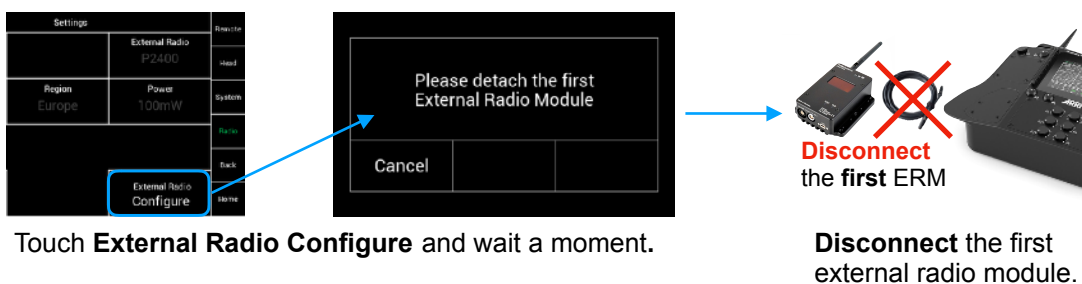 Settings
Remote
External Radio
P2400
Head
Region
Europe
Power
100mW
System
Radio
Back
External Radio
Configure
Home
Please detach the first
External Radio Module
Cancel
ARRI
Disconnect
the first ERM
Touch External Radio Configure and wait a moment.
Disconnect the first
external radio module.